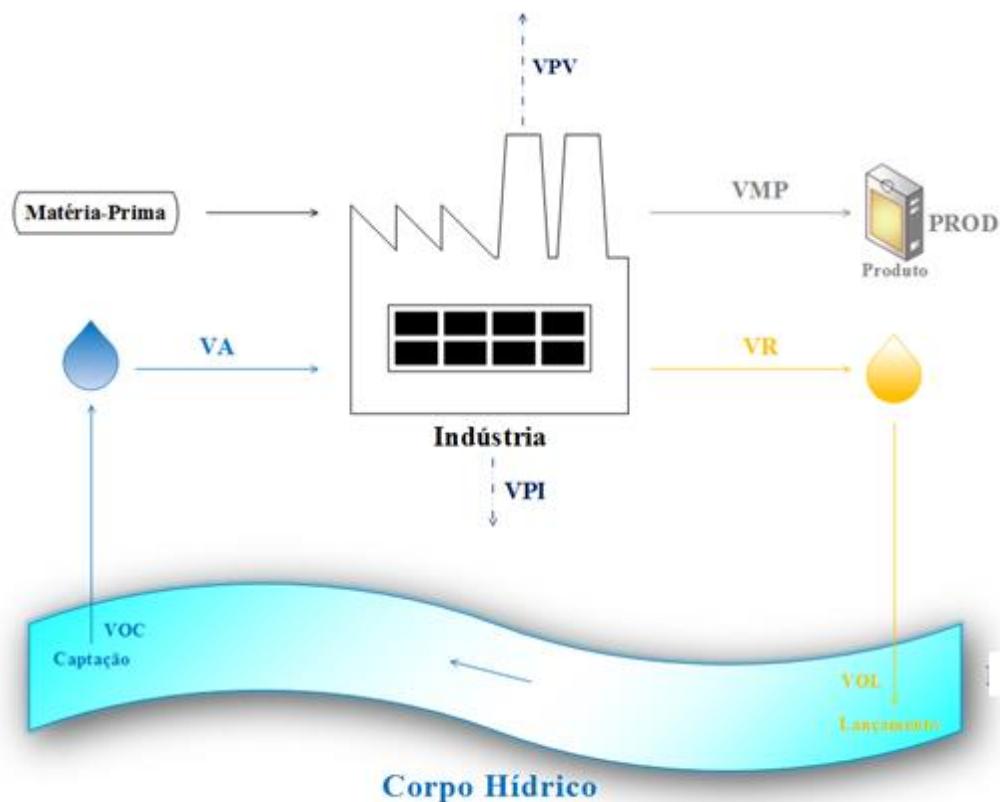 VPV
Matéria-Prima
VMP
PROD
Produto
VA
VR
Indústria
VPI
VOC
Captação
VOL
Lançamento
Corpo Hídrico